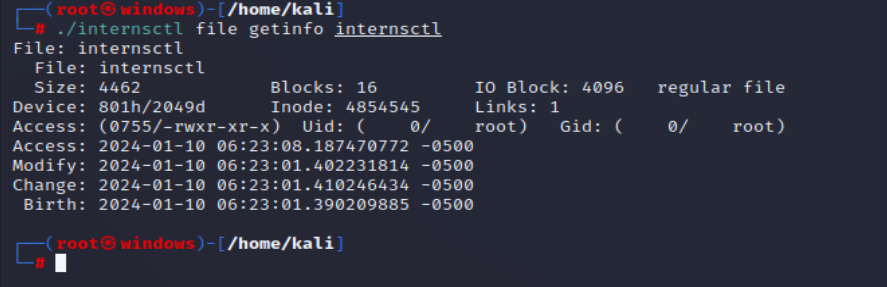 ┌──(root㉿windows)-[/home/kali]
└─# ./internsctl file getinfo internsctl
File: internsctl
  File: internsctl
  Size: 4462            Blocks: 16         IO Block: 4096   regular file
Device: 801h/2049d      Inode: 4854545     Links: 1
Access: (0755/-rwxr-xr-x)  Uid: (    0/    root)   Gid: (    0/    root)
Access: 2024-01-10 06:23:08.187470772 -0500
Modify: 2024-01-10 06:23:01.402231814 -0500
Change: 2024-01-10 06:23:01.410246434 -0500
 Birth: 2024-01-10 06:23:01.390209885 -0500
┌──(root㉿windows)-[/home/kali]
└─#